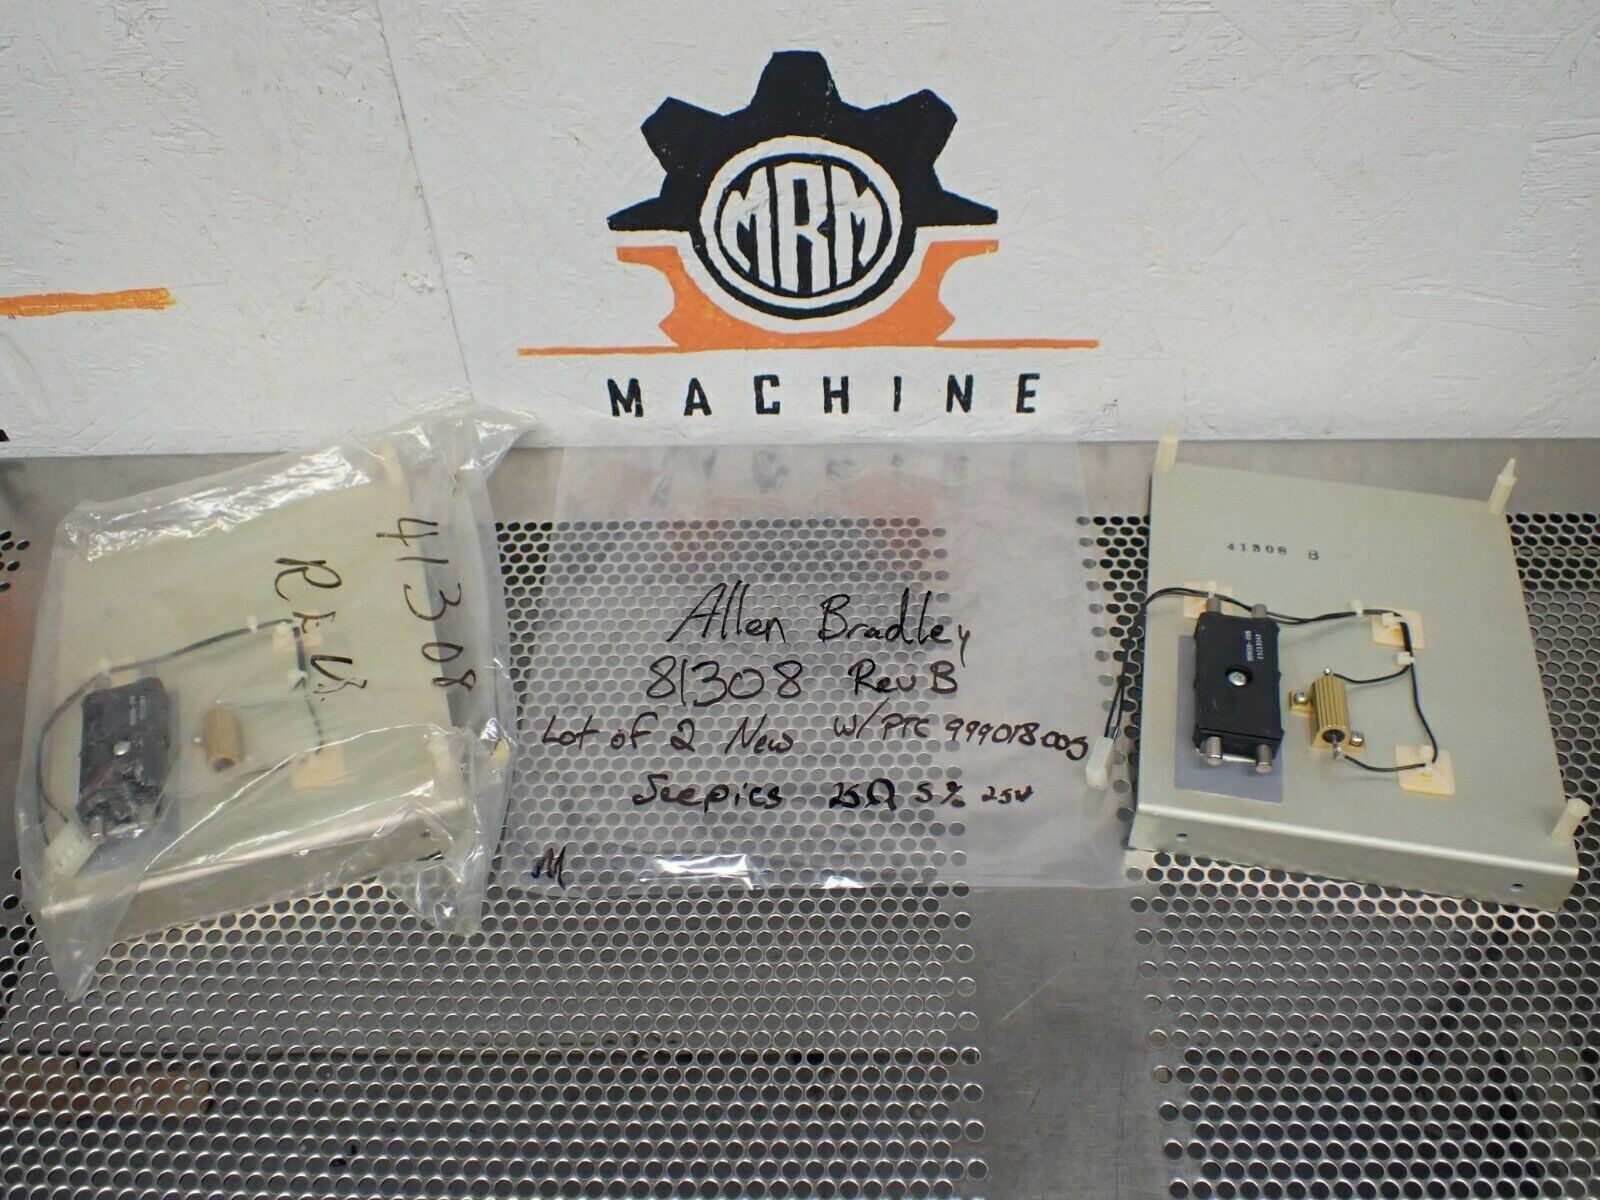 MRM
MACHINE
41308
Rev.B
Allen Bradley
81308 Rev B
Lot of 2 New w/PTC 999018005
See pics 25Ω 5% 25w
M
41308 B